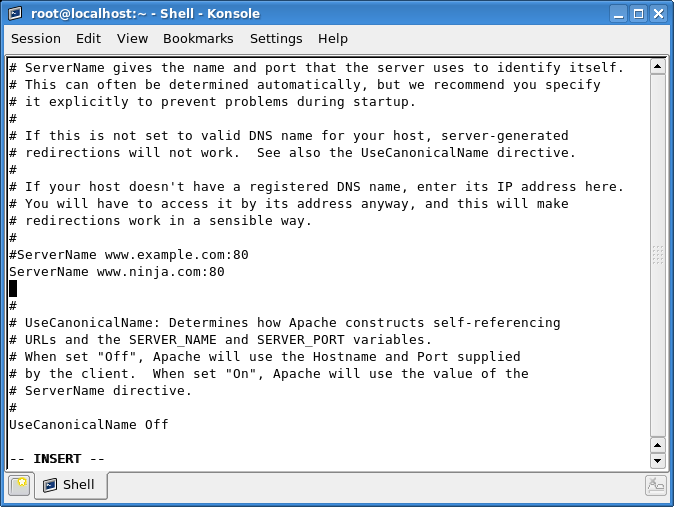 root@localhost:~ - Shell - Konsole
Session Edit View Bookmarks Settings Help
# ServerName gives the name and port that the server uses to identify itself.
# This can often be determined automatically, but we recommend you specify
# it explicitly to prevent problems during startup.
#
# If this is not set to valid DNS name for your host, server-generated
# redirections will not work.  See also the UseCanonicalName directive.
#
# If your host doesn't have a registered DNS name, enter its IP address here.
# You will have to access it by its address anyway, and this will make
# redirections work in a sensible way.
#
#ServerName www.example.com:80
ServerName www.ninja.com:80
#
# UseCanonicalName: Determines how Apache constructs self-referencing
# URLs and the SERVER_NAME and SERVER_PORT variables.
# When set "Off", Apache will use the Hostname and Port supplied
# by the client.  When set "On", Apache will use the value of the
# ServerName directive.
#
UseCanonicalName Off
-- INSERT --
Shell